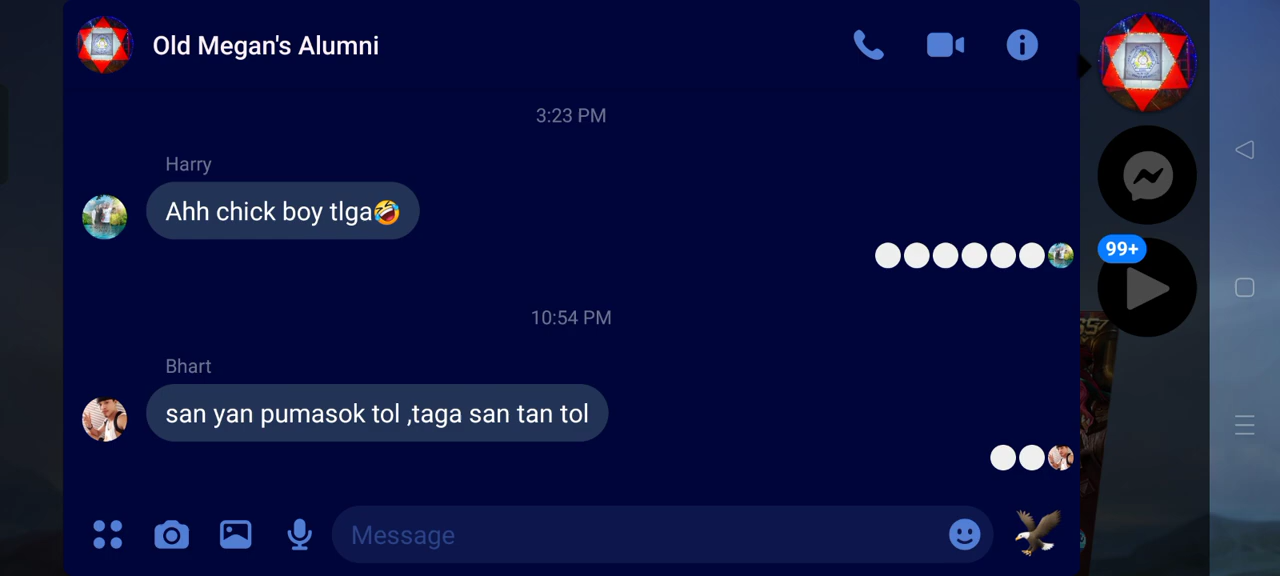 Old Megan's Alumni
3:23 PM
Harry
Ahh chick boy tlga🤣
10:54 PM
Bhart
san yan pumasok tol ,taga san tan tol
Message
99+